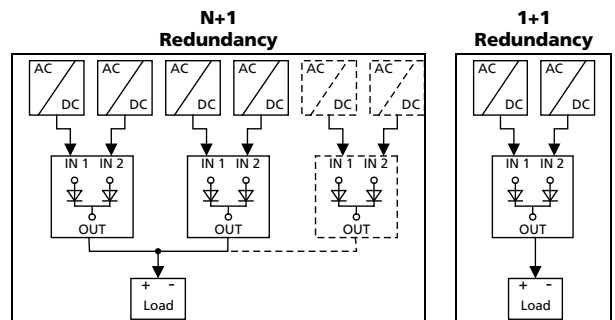 N+1
Redundancy
1+1
Redundancy
AC
DC
AC
DC
AC
DC
AC
DC
AC
DC
AC
DC
AC
DC
AC
DC
IN 1 IN 2
IN 1 IN 2
IN 1 IN 2
IN 1 IN 2
OUT
OUT
OUT
OUT
+ -
Load
+ -
Load